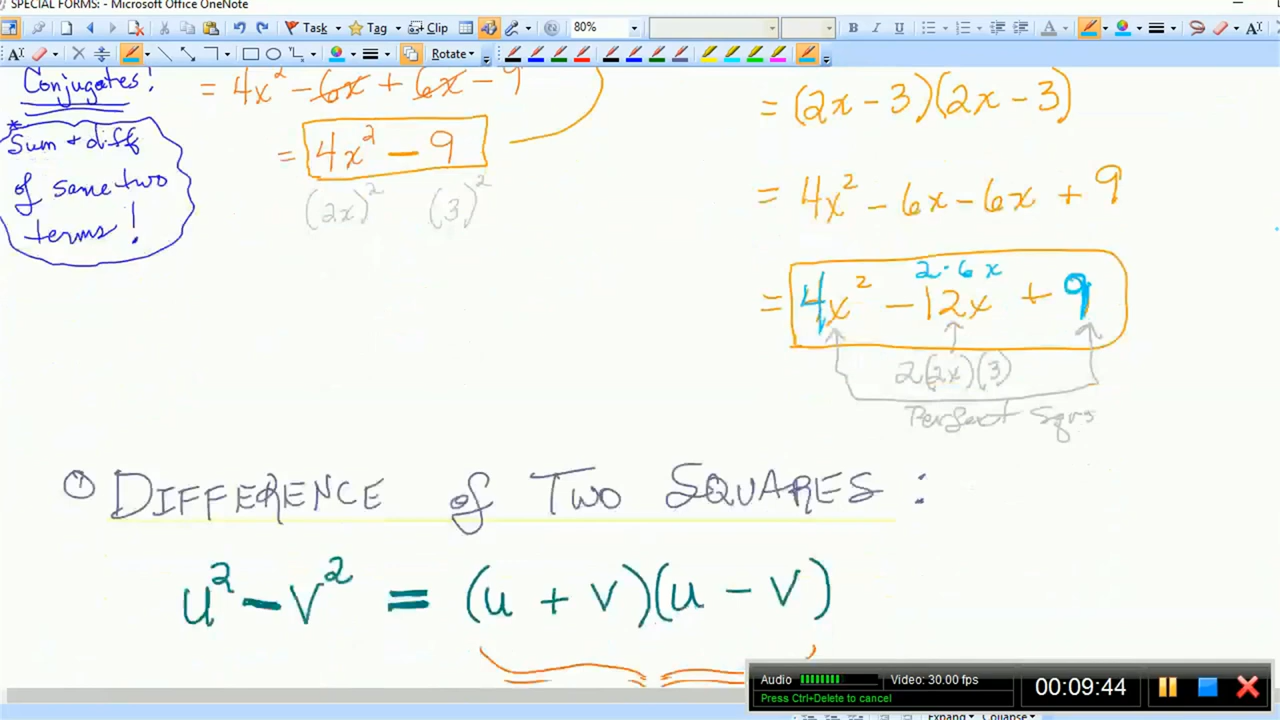 SPECIAL FORMS: - Microsoft Office OneNote
Task Tag Clip 80% B I U
Rotate
Conjugates!
= 4x² - 6x + 6x - 9
= 4x² - 9
(2x)² (3)²
* Sum + diff
of same two
terms!
= (2x - 3)(2x - 3)
= 4x² - 6x - 6x + 9
2·6x
= 4x² - 12x + 9
2(2x)(3)
Perfect Sqrs
DIFFERENCE of TWO SQUARES :
u² - v² = (u + v)(u - v)
Audio Video: 30.00 fps
Press Ctrl+Delete to cancel
00:09:44
Expand Collapse